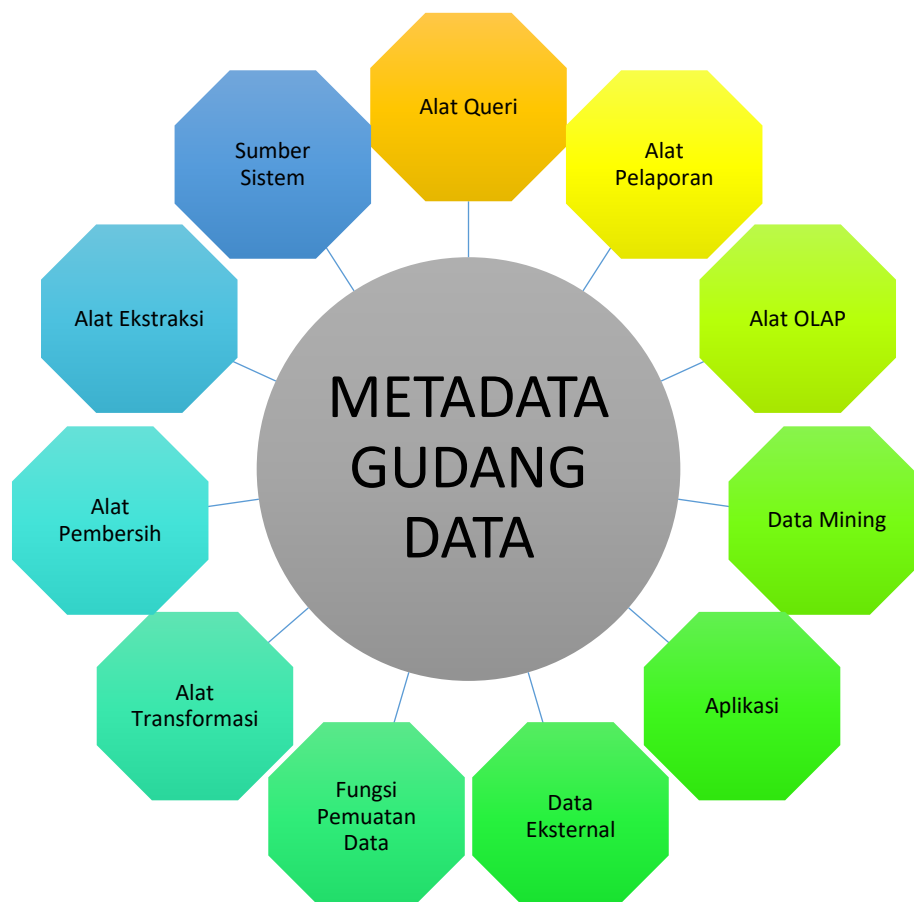 METADATA
GUDANG
DATA
Alat Queri
Alat
Pelaporan
Alat OLAP
Data Mining
Aplikasi
Data
Eksternal
Fungsi
Pemuatan
Data
Alat
Transformasi
Alat
Pembersih
Alat Ekstraksi
Sumber
Sistem